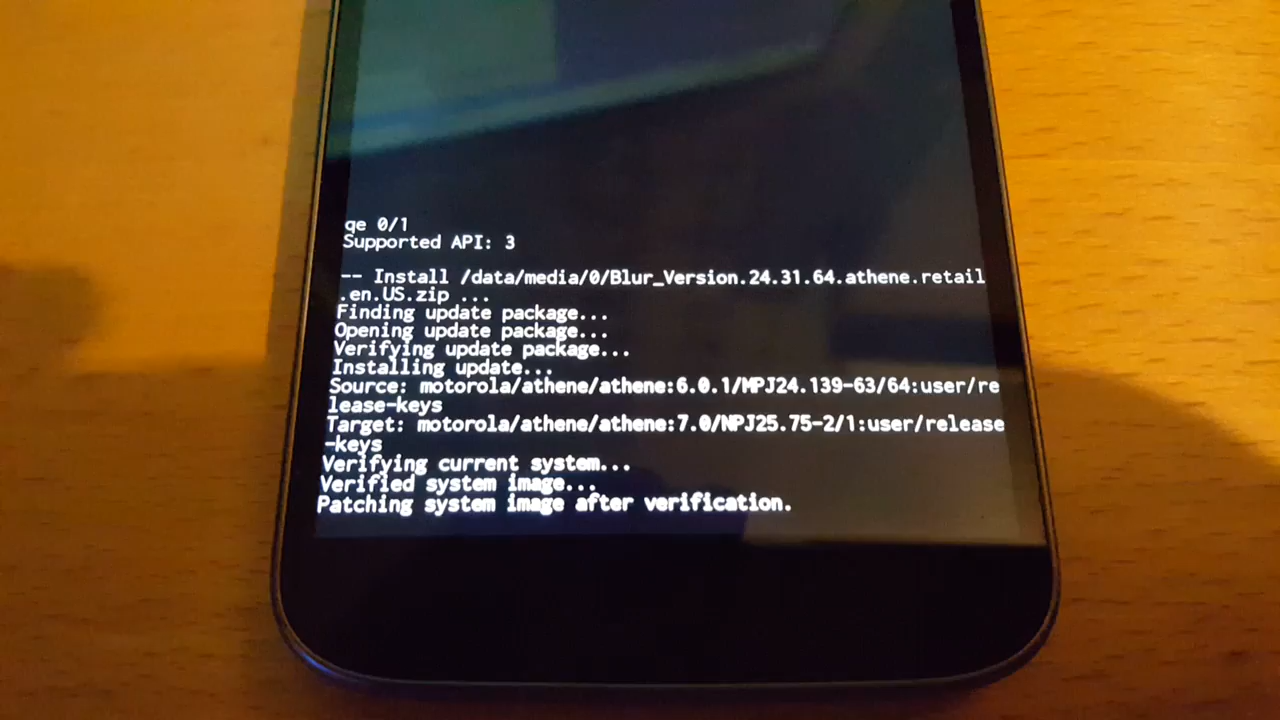 qe 0/1
Supported API: 3
-- Install /data/media/0/Blur_Version.24.31.64.athene.retail
.en.US.zip ...
Finding update package...
Opening update package...
Verifying update package...
Installing update...
Source: motorola/athene/athene:6.0.1/MPJ24.139-63/64:user/re
lease-keys
Target: motorola/athene/athene:7.0/NPJ25.75-2/1:user/release
-keys
Verifying current system...
Verified system image...
Patching system image after verification.